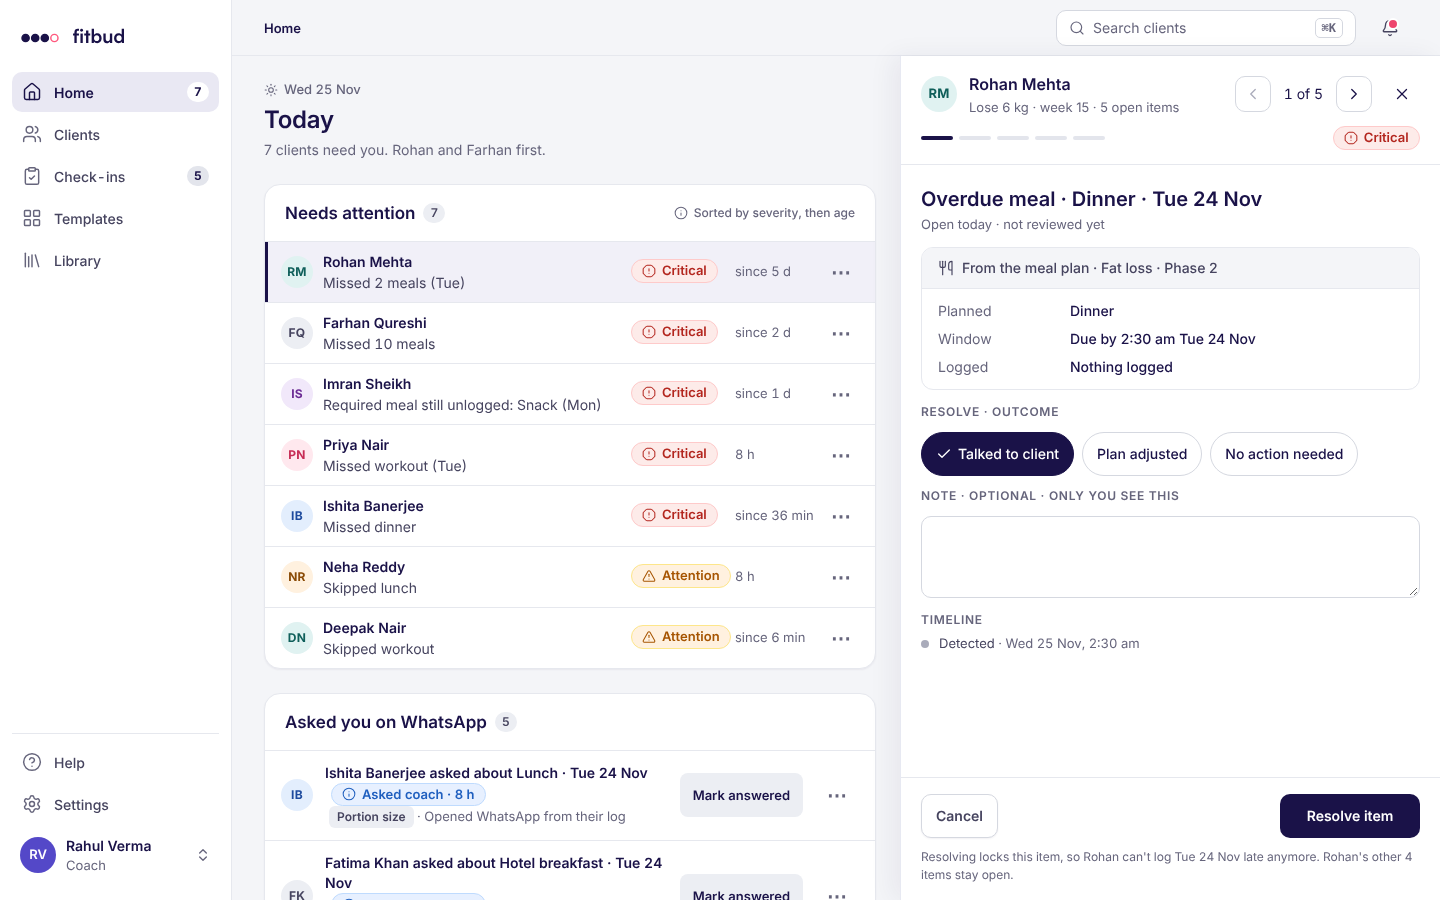 fitbud
Home 7
Clients
Check-ins 5
Templates
Library
Help
Settings
RV Rahul Verma
Coach
Home
Search clients ⌘K
Wed 25 Nov
Today
7 clients need you. Rohan and Farhan first.
Needs attention 7 Sorted by severity, then age
RM Rohan Mehta Critical since 5 d
Missed 2 meals (Tue)
FQ Farhan Qureshi Critical since 2 d
Missed 10 meals
IS Imran Sheikh Critical since 1 d
Required meal still unlogged: Snack (Mon)
PN Priya Nair Critical 8 h
Missed workout (Tue)
IB Ishita Banerjee Critical since 36 min
Missed dinner
NR Neha Reddy Attention 8 h
Skipped lunch
DN Deepak Nair Attention since 6 min
Skipped workout
Asked you on WhatsApp 5
IB Ishita Banerjee asked about Lunch · Tue 24 Nov
Asked coach · 8 h Mark answered
Portion size · Opened WhatsApp from their log
Fatima Khan asked about Hotel breakfast · Tue 24
Nov
FK Mark answered
RM Rohan Mehta 1 of 5
Lose 6 kg · week 15 · 5 open items
Critical
Overdue meal · Dinner · Tue 24 Nov
Open today · not reviewed yet
From the meal plan · Fat loss · Phase 2
Planned Dinner
Window Due by 2:30 am Tue 24 Nov
Logged Nothing logged
RESOLVE · OUTCOME
Talked to client Plan adjusted No action needed
NOTE · OPTIONAL · ONLY YOU SEE THIS
TIMELINE
Detected · Wed 25 Nov, 2:30 am
Cancel Resolve item
Resolving locks this item, so Rohan can't log Tue 24 Nov late anymore. Rohan's other 4
items stay open.